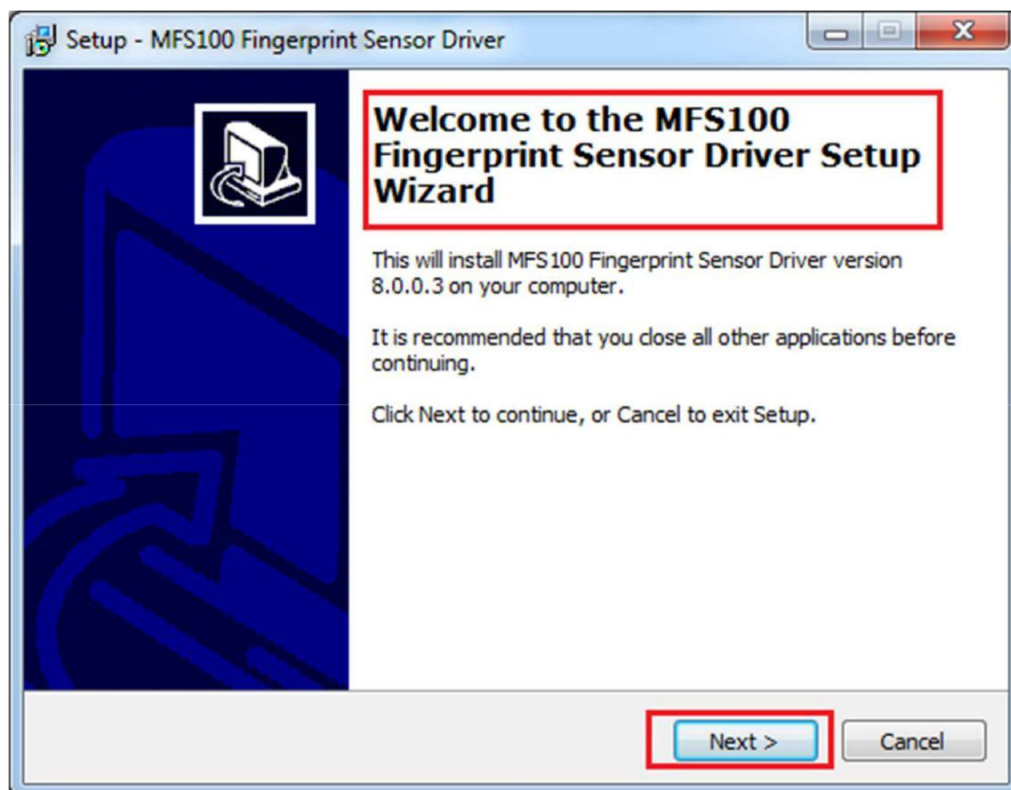 Setup - MFS100 Fingerprint Sensor Driver
Welcome to the MFS100
Fingerprint Sensor Driver Setup
Wizard
This will install MFS100 Fingerprint Sensor Driver version
8.0.0.3 on your computer.
It is recommended that you close all other applications before
continuing.
Click Next to continue, or Cancel to exit Setup.
Next >
Cancel